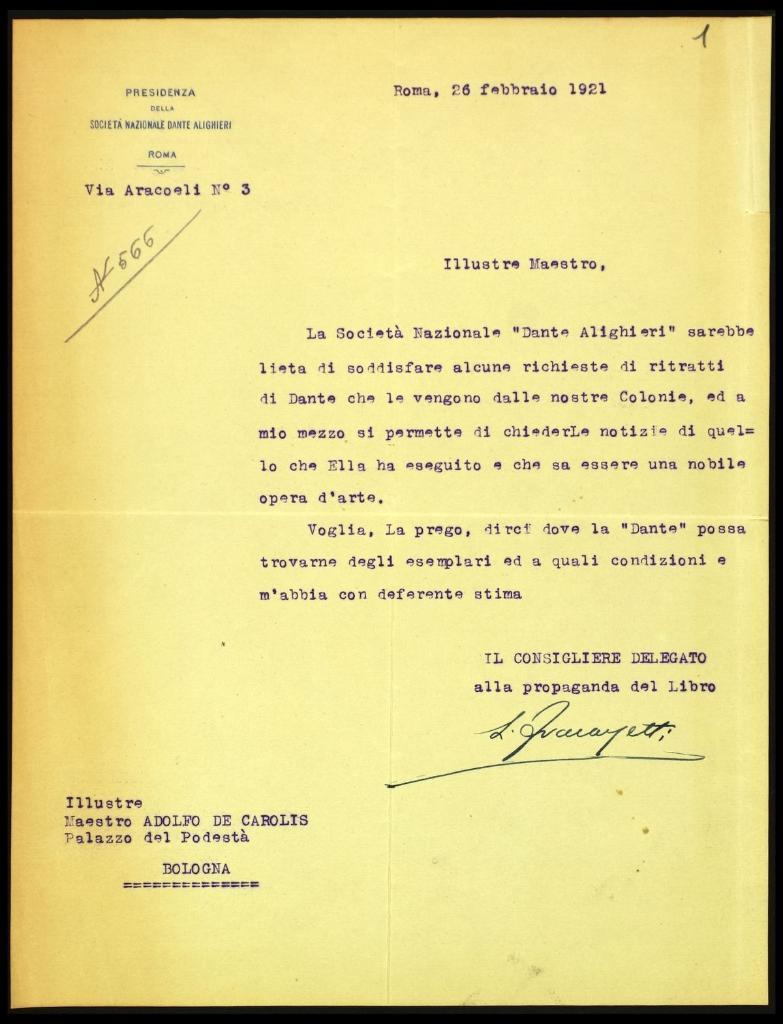 1
PRESIDENZA
DELLA
SOCIETÀ NAZIONALE DANTE ALIGHIERI
ROMA
Via Aracoeli Nº 3
Roma, 26 febbraio 1921
566
Illustre Maestro,
La Società Nazionale "Dante Alighieri" sarebbe
lieta di soddisfare alcune richieste di ritratti
di Dante che le vengono dalle nostre Colonie, ed a
mio mezzo si permette di chiederLe notizie di quel=
lo che Ella ha eseguito e che sa essere una nobile
opera d'arte.
Voglia, La prego, dirci dove la "Dante" possa
trovarne degli esemplari ed a quali condizioni e
m'abbia con deferente stima
IL CONSIGLIERE DELEGATO
alla propaganda del Libro
Illustre
Maestro ADOLFO DE CAROLIS
Palazzo del Podestà
BOLOGNA
==============